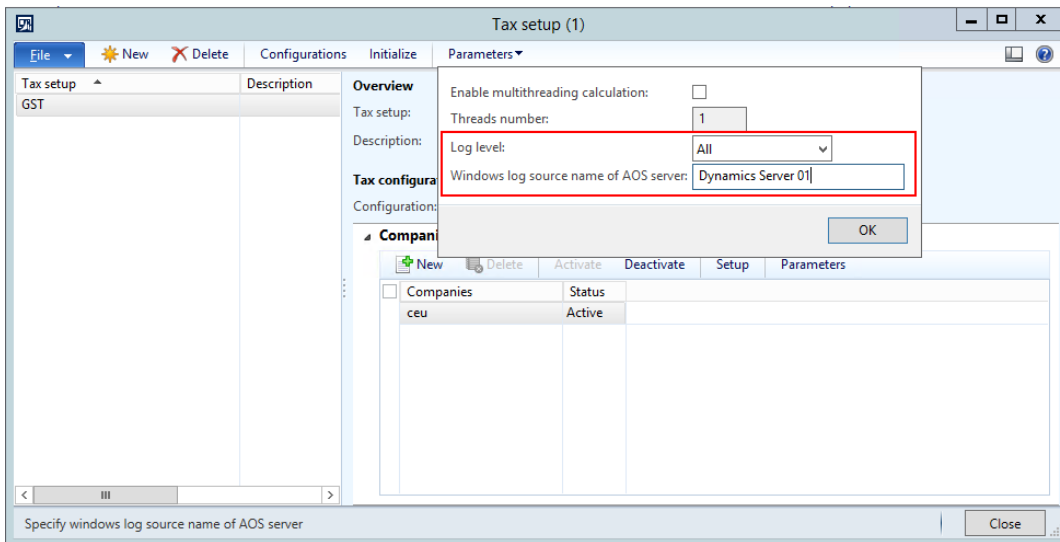 Tax setup (1)
File New Delete Configurations Initialize Parameters
Tax setup Description
GST
Overview
Tax setup:
Description:
Tax configura
Configuration:
Enable multithreading calculation:
Threads number: 1
Log level: All
Windows log source name of AOS server: Dynamics Server 01
OK
Compani
New Delete Activate Deactivate Setup Parameters
Companies Status
ceu Active
Specify windows log source name of AOS server Close